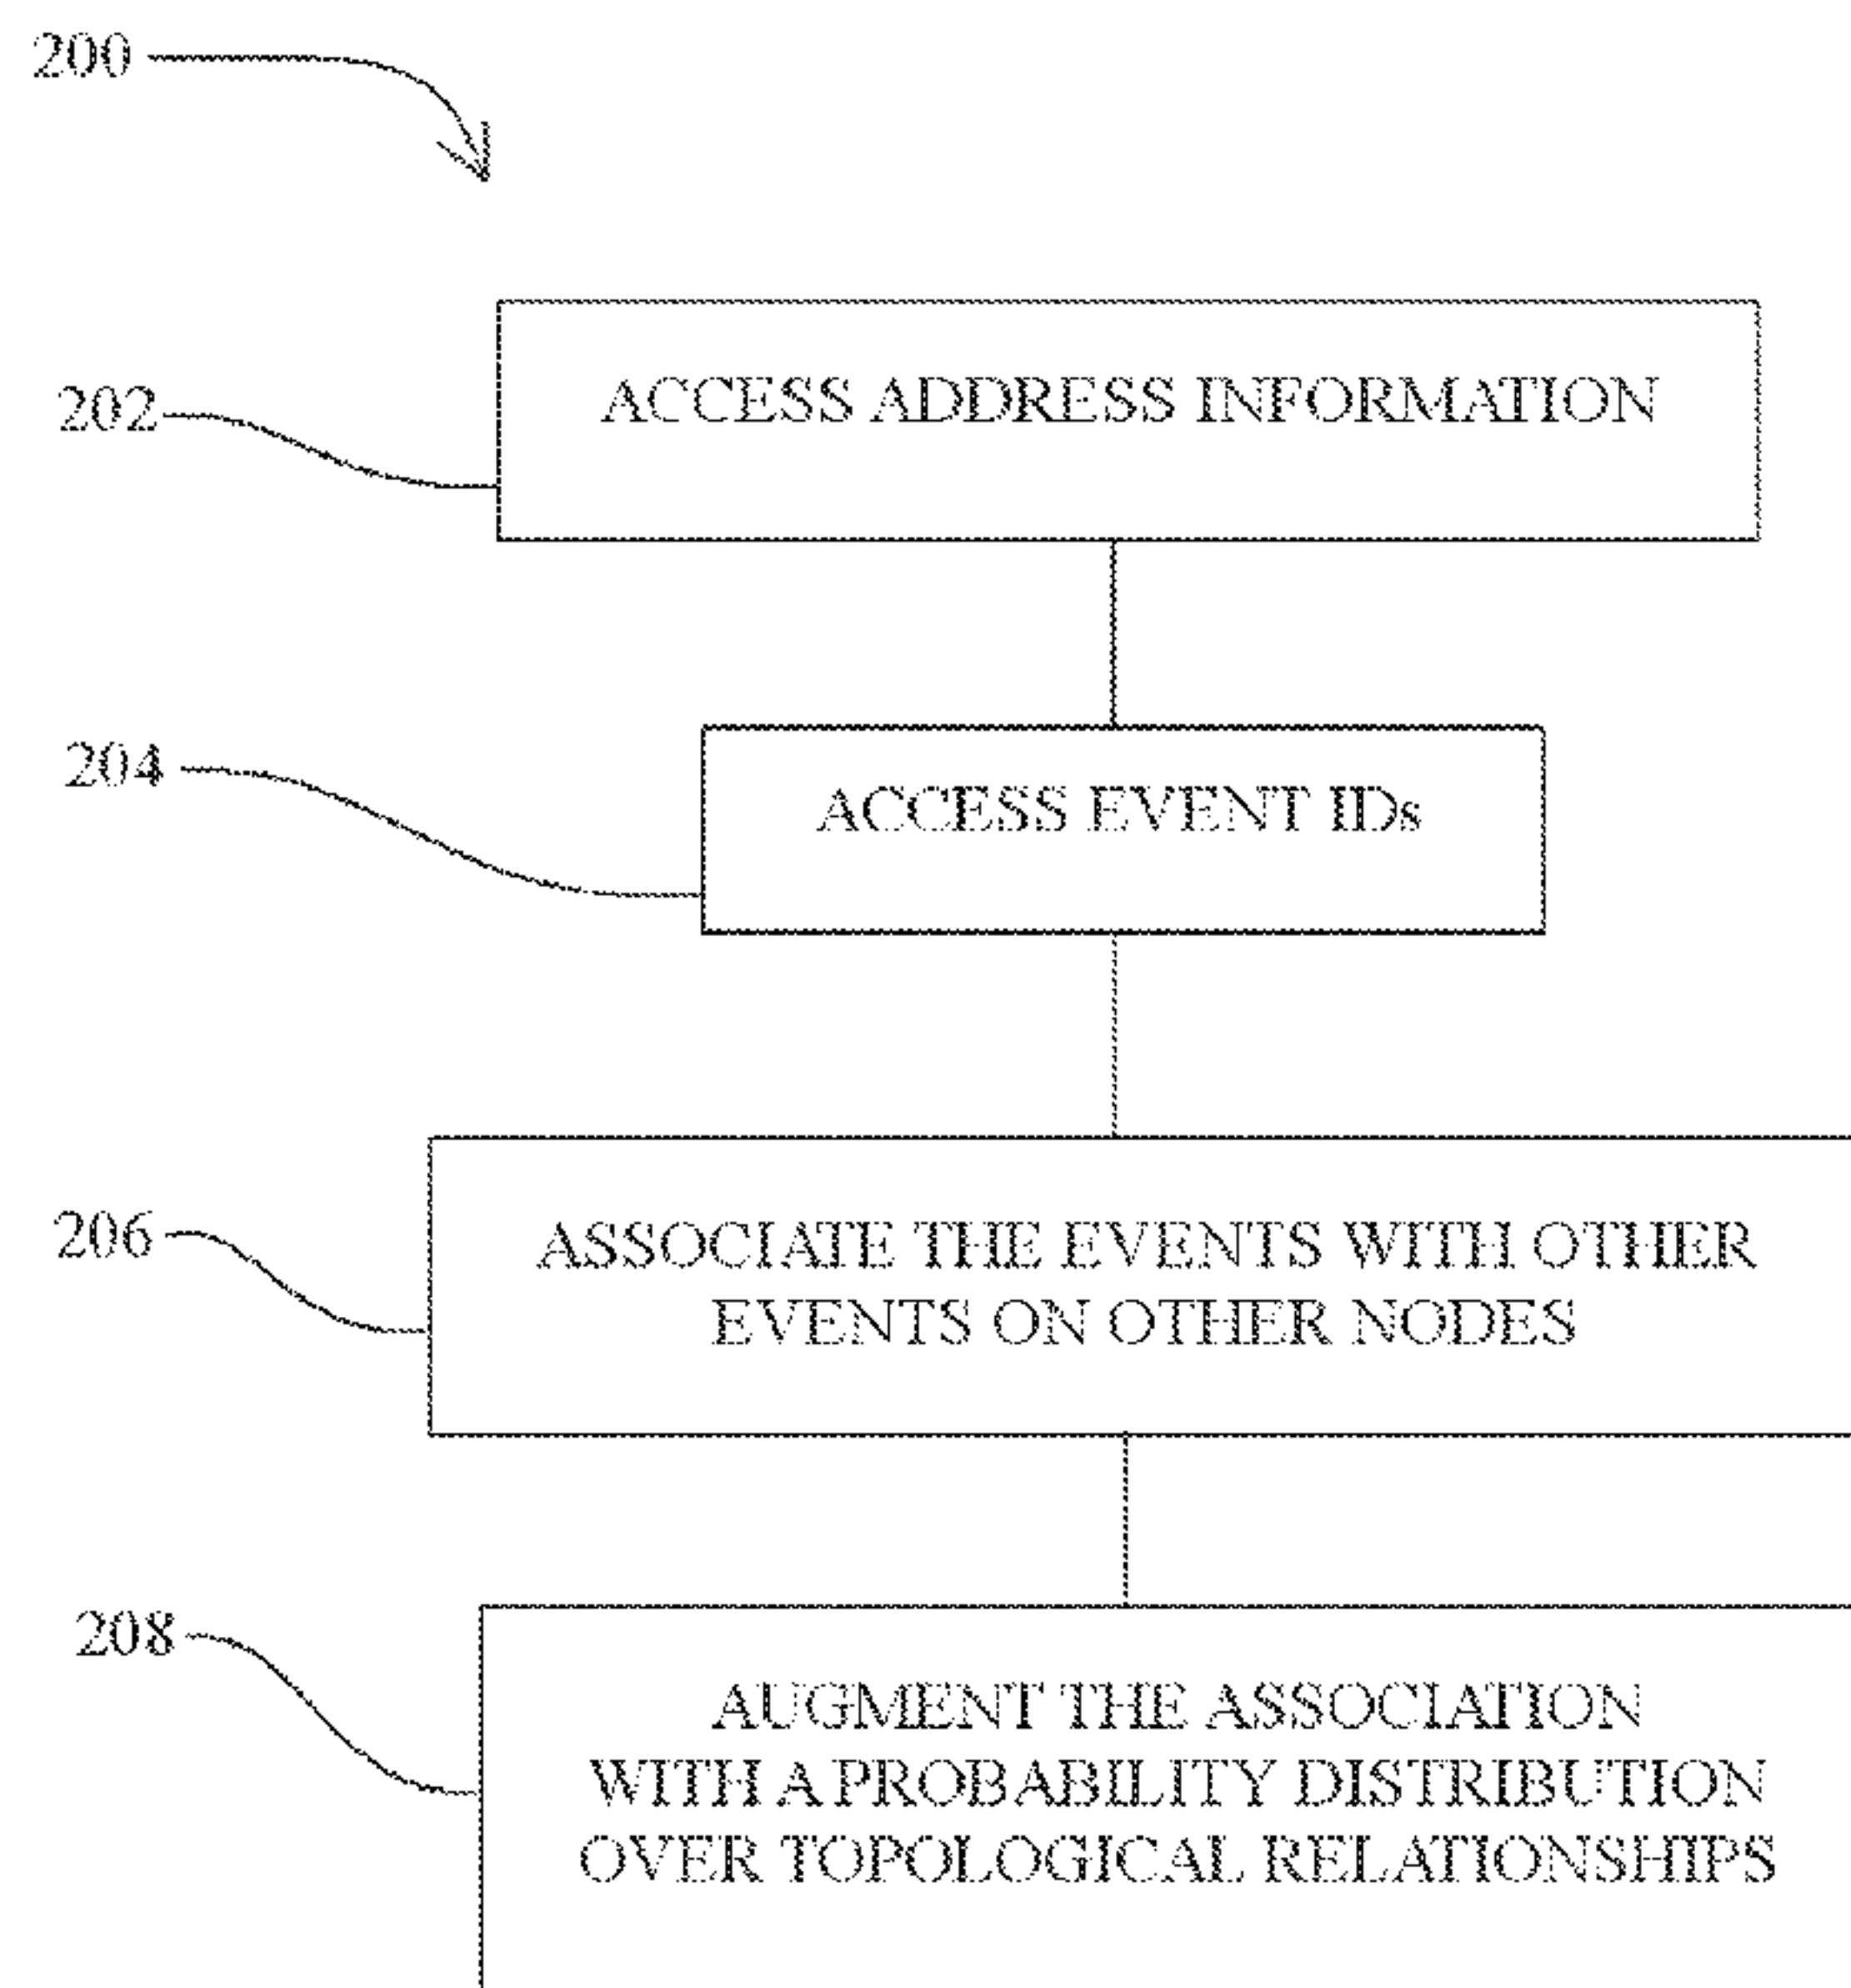 200
202
ACCESS ADDRESS INFORMATION
204
ACCESS EVENT IDs
206
ASSOCIATE THE EVENTS WITH OTHER
EVENTS ON OTHER NODES
208
AUGMENT THE ASSOCIATION
WITH A PROBABILITY DISTRIBUTION
OVER TOPOLOGICAL RELATIONSHIPS